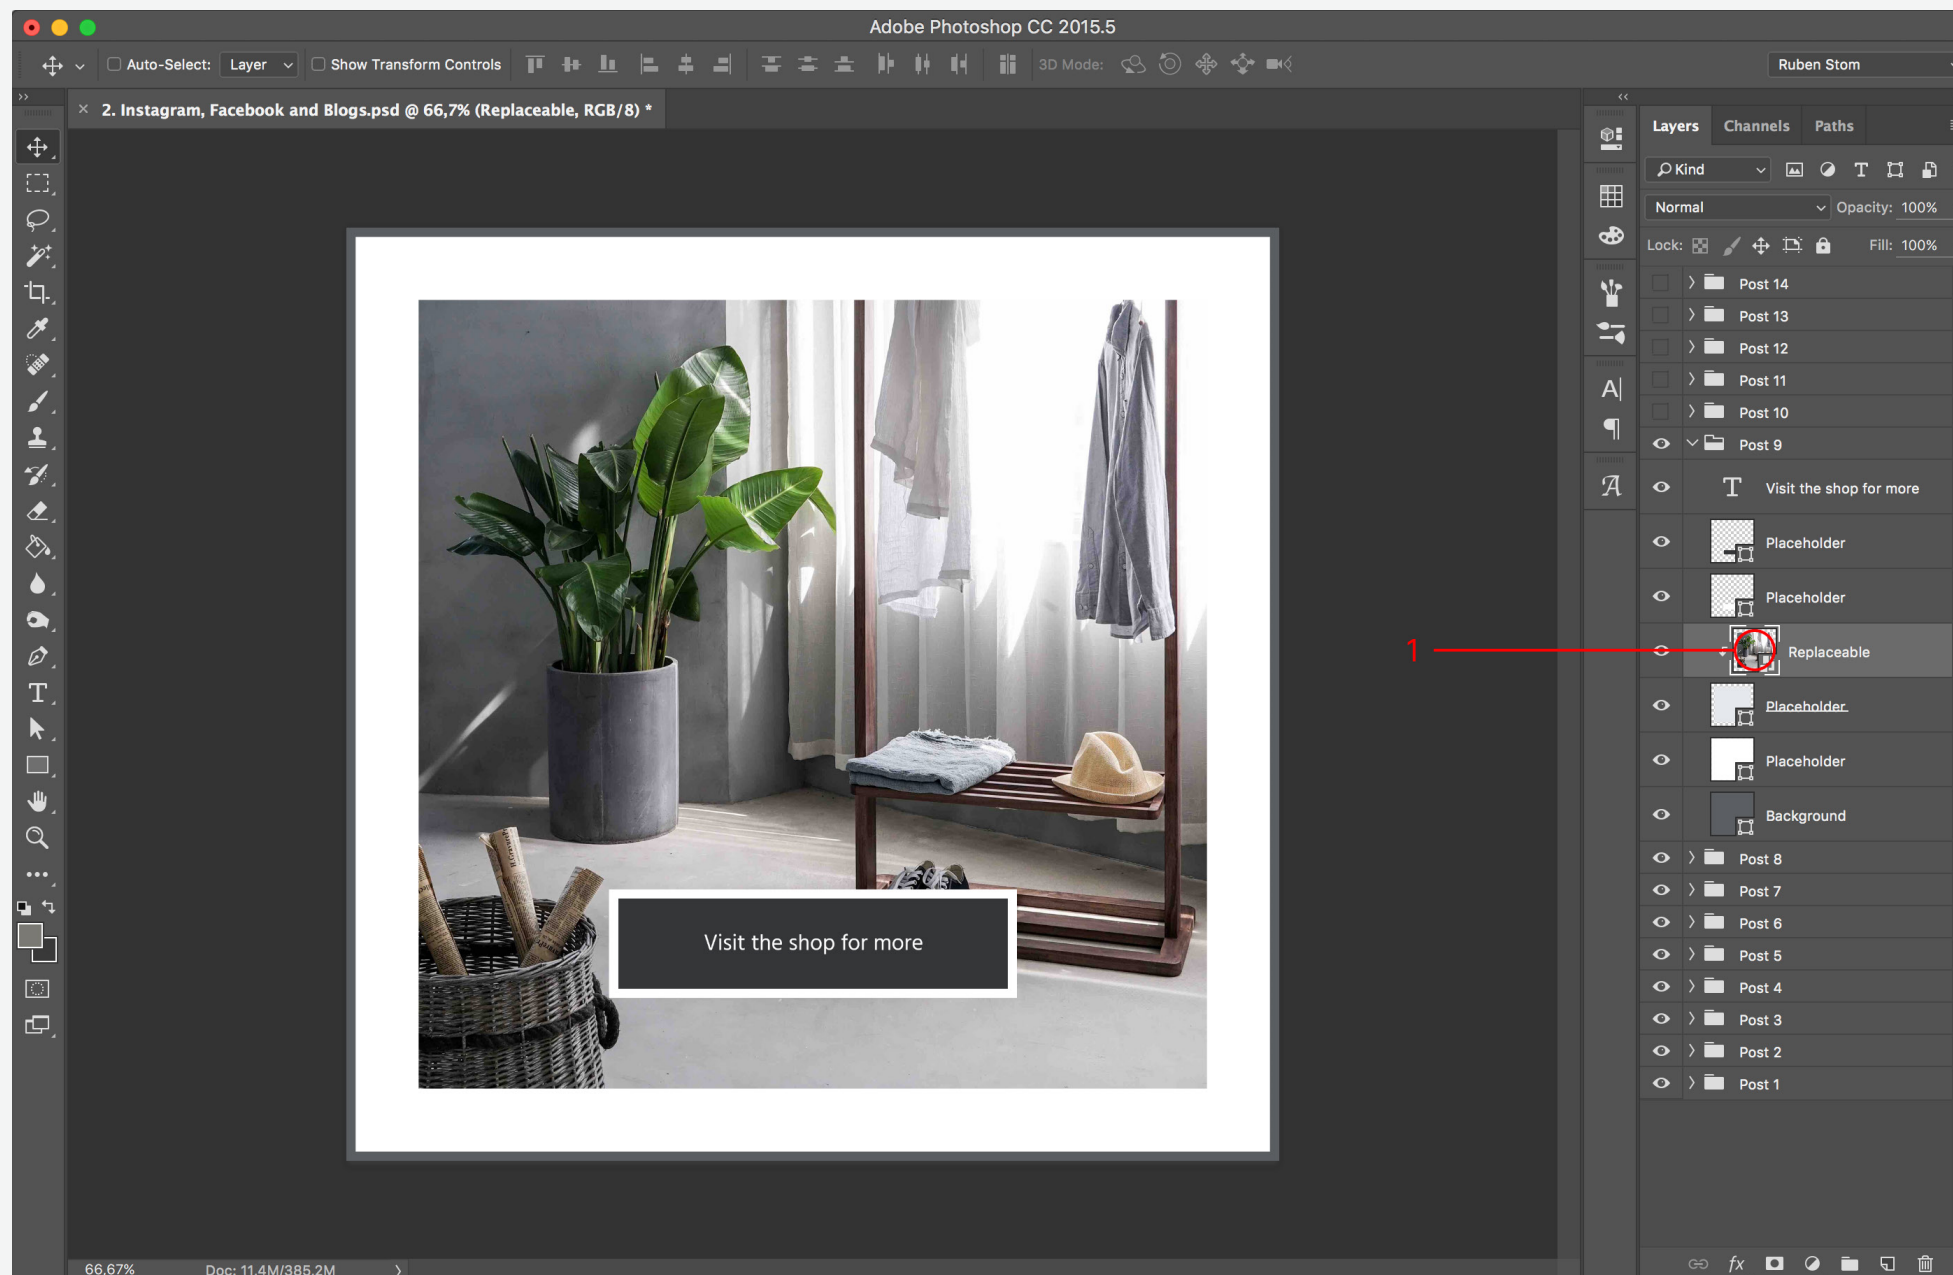 Adobe Photoshop CC 2015.5
Auto-Select: Layer Show Transform Controls 3D Mode: Ruben Stom
× 2. Instagram, Facebook and Blogs.psd @ 66,7% (Replaceable, RGB/8) *
Layers Channels Paths
Kind
Normal Opacity: 100%
Lock: Fill: 100%
Post 14
Post 13
Post 12
Post 11
Post 10
Post 9
T Visit the shop for more
Placeholder
Placeholder
1 Replaceable
Placeholder
Placeholder
Background
Post 8
Post 7
Post 6
Post 5
Post 4
Post 3
Post 2
Post 1
Visit the shop for more
66,67% Doc: 11,4M/385,2M
fx